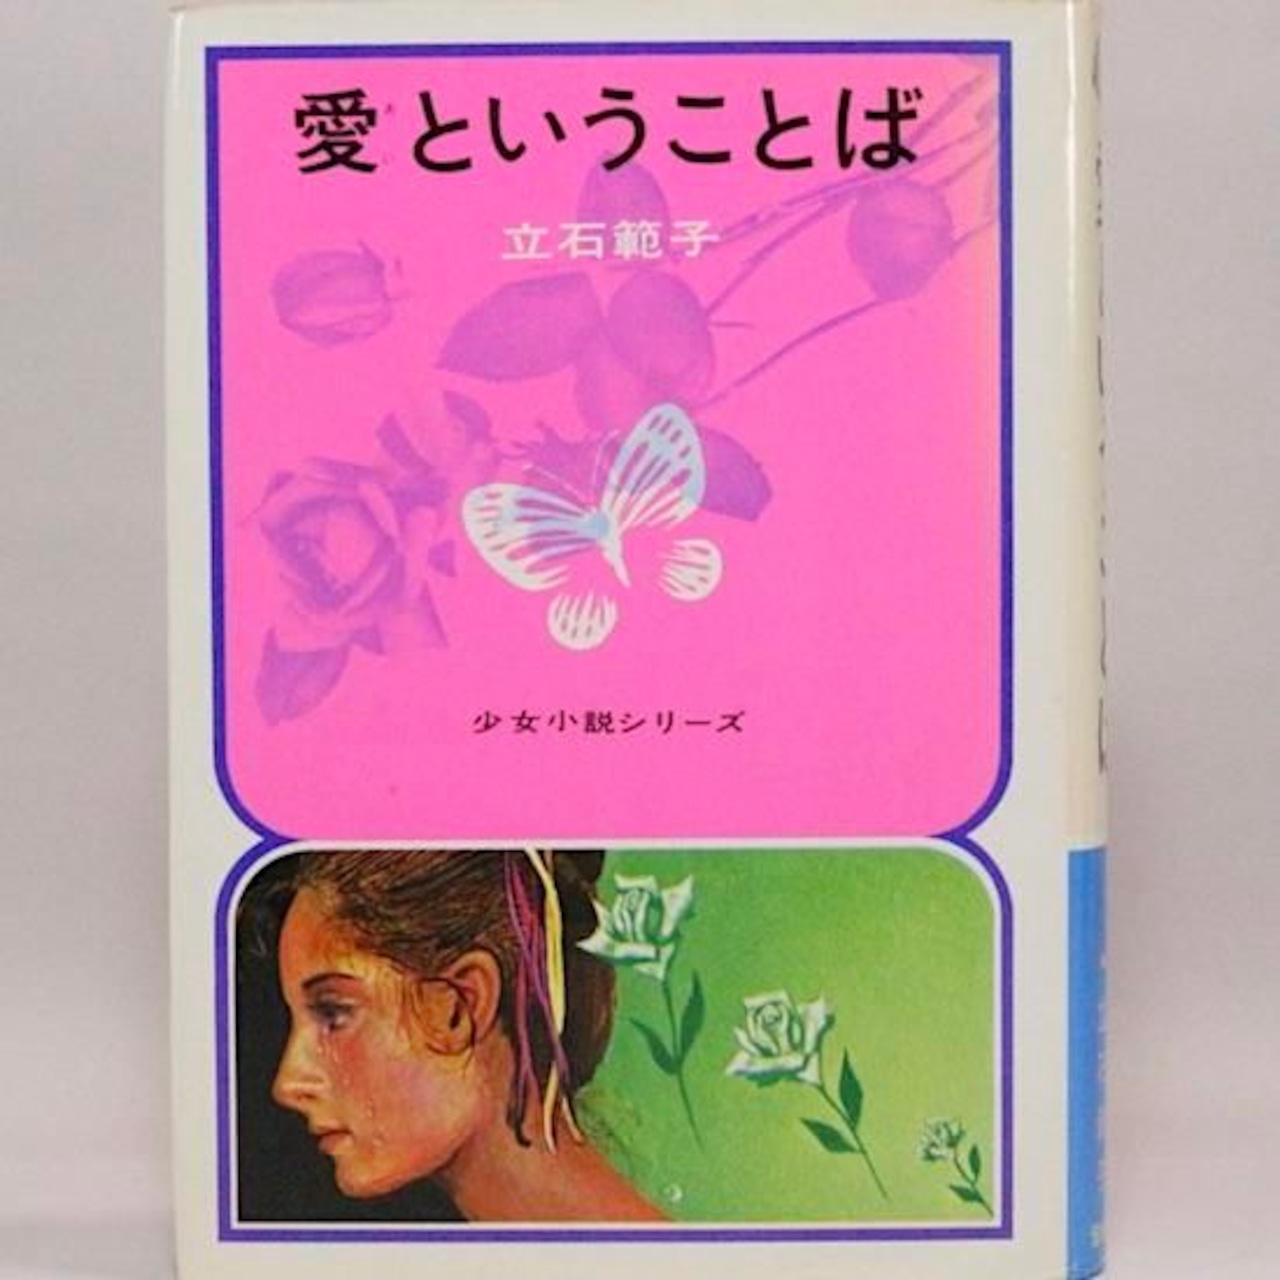 愛ということば
立石範子
少女小説シリーズ